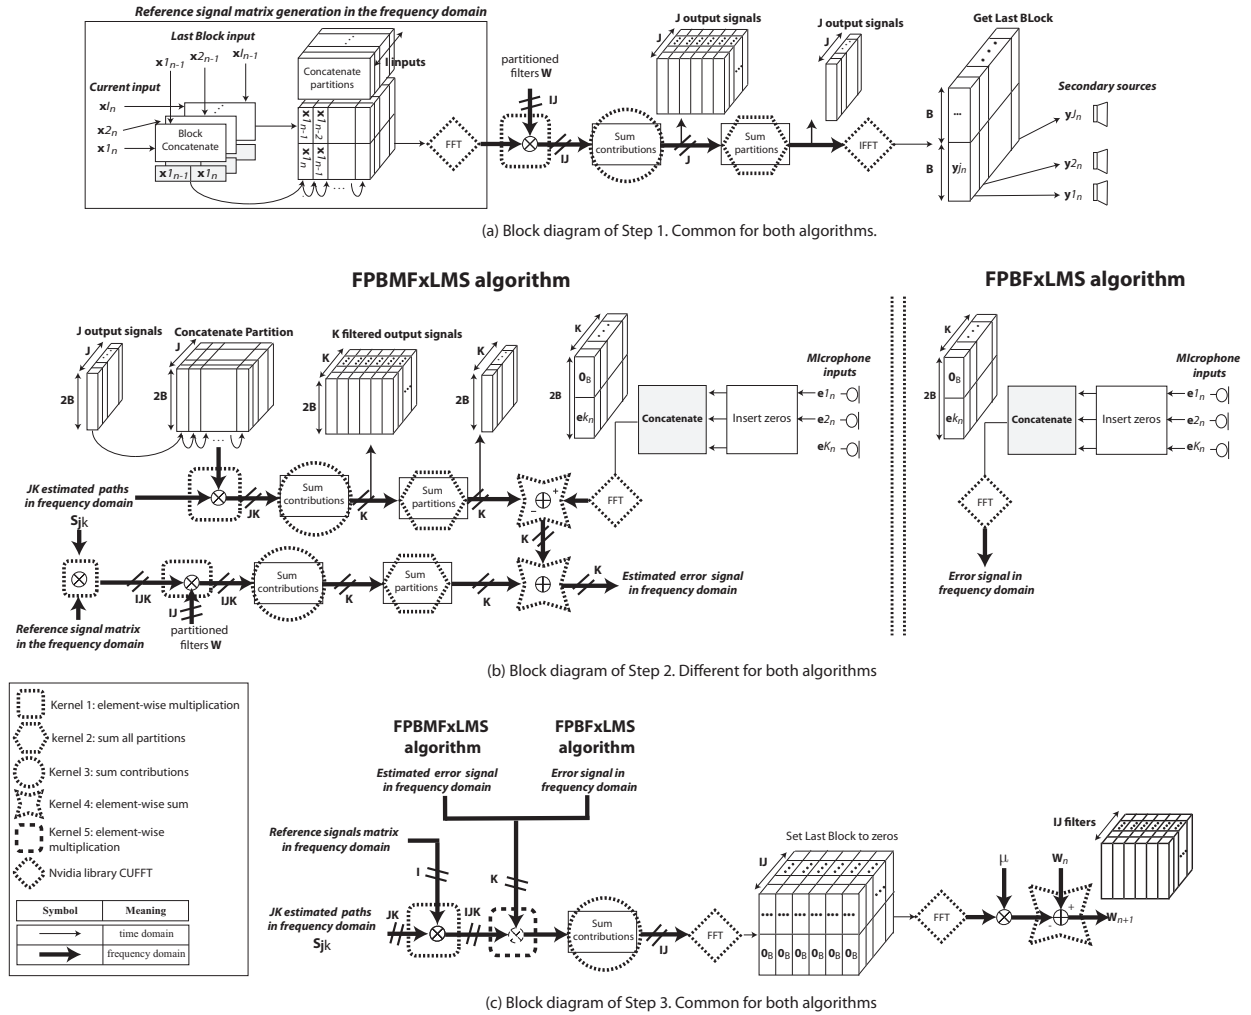 Reference signal matrix generation in the frequency domain
Last Block input
x1n-1
x2n-1
xIn-1
Current input
xIn
x2n
x1n
Block
Concatenate
x1n-1 x1n
Concatenate
partitions
I inputs
x1n-1 x1n-2
x1n x1n-1
...
FFT
partitioned
filters W
IJ
IJ
Sum
contributions
J
J output signals
J
Sum
partitions
J output signals
J
IFFT
Get Last BLock
B
B
...
yjn
Secondary sources
yJn
y2n
y1n
(a) Block diagram of Step 1. Common for both algorithms.
FPBMFxLMS algorithm
FPBFxLMS algorithm
J output signals
J
2B
Concatenate Partition
J
2B
...
K filtered output signals
K
2B
K
2B
K
2B
0B
ekn
Concatenate
Insert zeros
MIcrophone
inputs
e1n
e2n
eKn
FFT
JK estimated paths
in frequency domain
Sjk
JK
Sum
contributions
K
Sum
partitions
K
+
−
K
IJK
IJ
partitioned
filters W
IJK
Sum
contributions
K
Sum
partitions
K
K
Estimated error signal
in frequency domain
Reference signal matrix
in the frequency domain
K
2B
0B
ekn
Concatenate
Insert zeros
MIcrophone
inputs
e1n
e2n
eKn
FFT
Error signal in
frequency domain
(b) Block diagram of Step 2. Different for both algorithms
Kernel 1: element-wise multiplication
kernel 2: sum all partitions
Kernel 3: sum contributions
Kernel 4: element-wise sum
Kernel 5: element-wise
multiplication
Nvidia library CUFFT
Symbol Meaning
time domain
frequency domain
FPBMFxLMS
algorithm
FPBFxLMS
algorithm
Estimated error signal
in frequency domain
Error signal in
frequency domain
Reference signals matrix
in frequency domain
I
K
JK estimated paths
in frequency domain
Sjk
JK
IJK
Sum
contributions
IJ
FFT
Set Last Block to zeros
IJ
... ... ... ... ... ...
0B 0B 0B 0B 0B 0B
FFT
µ
Wn
+
-
Wn+1
IJ filters
(c) Block diagram of Step 3. Common for both algorithms